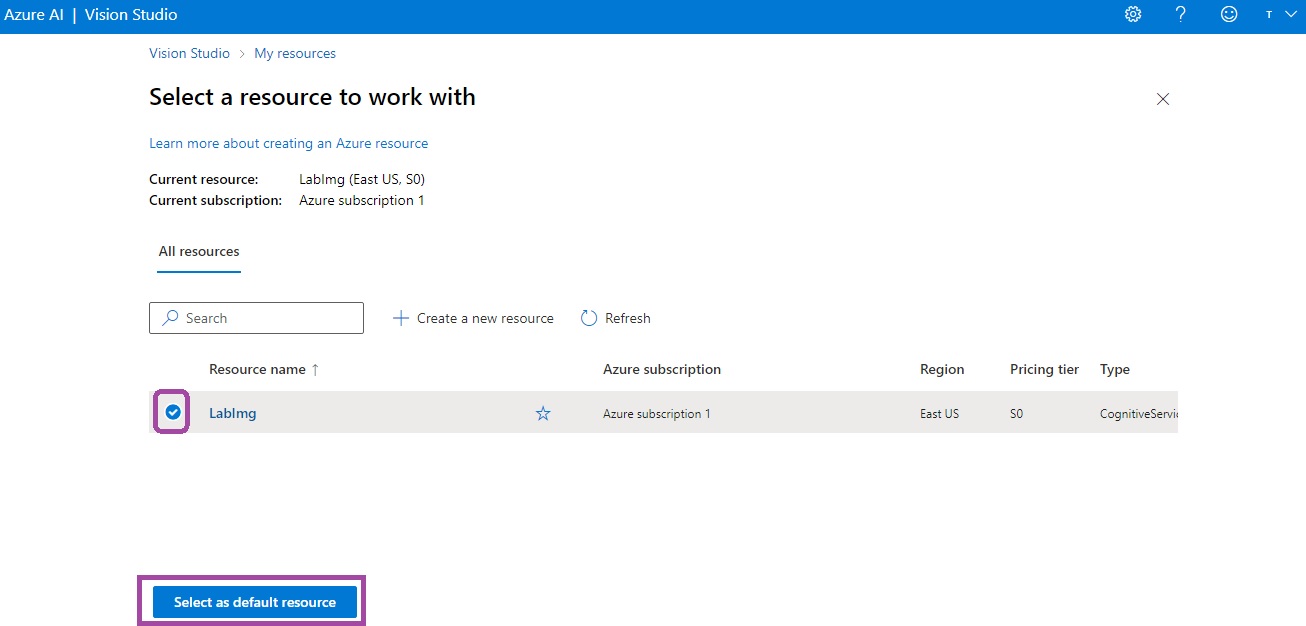 Azure AI | Vision Studio
T
Vision Studio > My resources
Select a resource to work with
Learn more about creating an Azure resource
Current resource: LabImg (East US, S0)
Current subscription: Azure subscription 1
All resources
Search Create a new resource Refresh
Resource name ↑ Azure subscription Region Pricing tier Type
LabImg Azure subscription 1 East US S0 CognitiveServic
Select as default resource